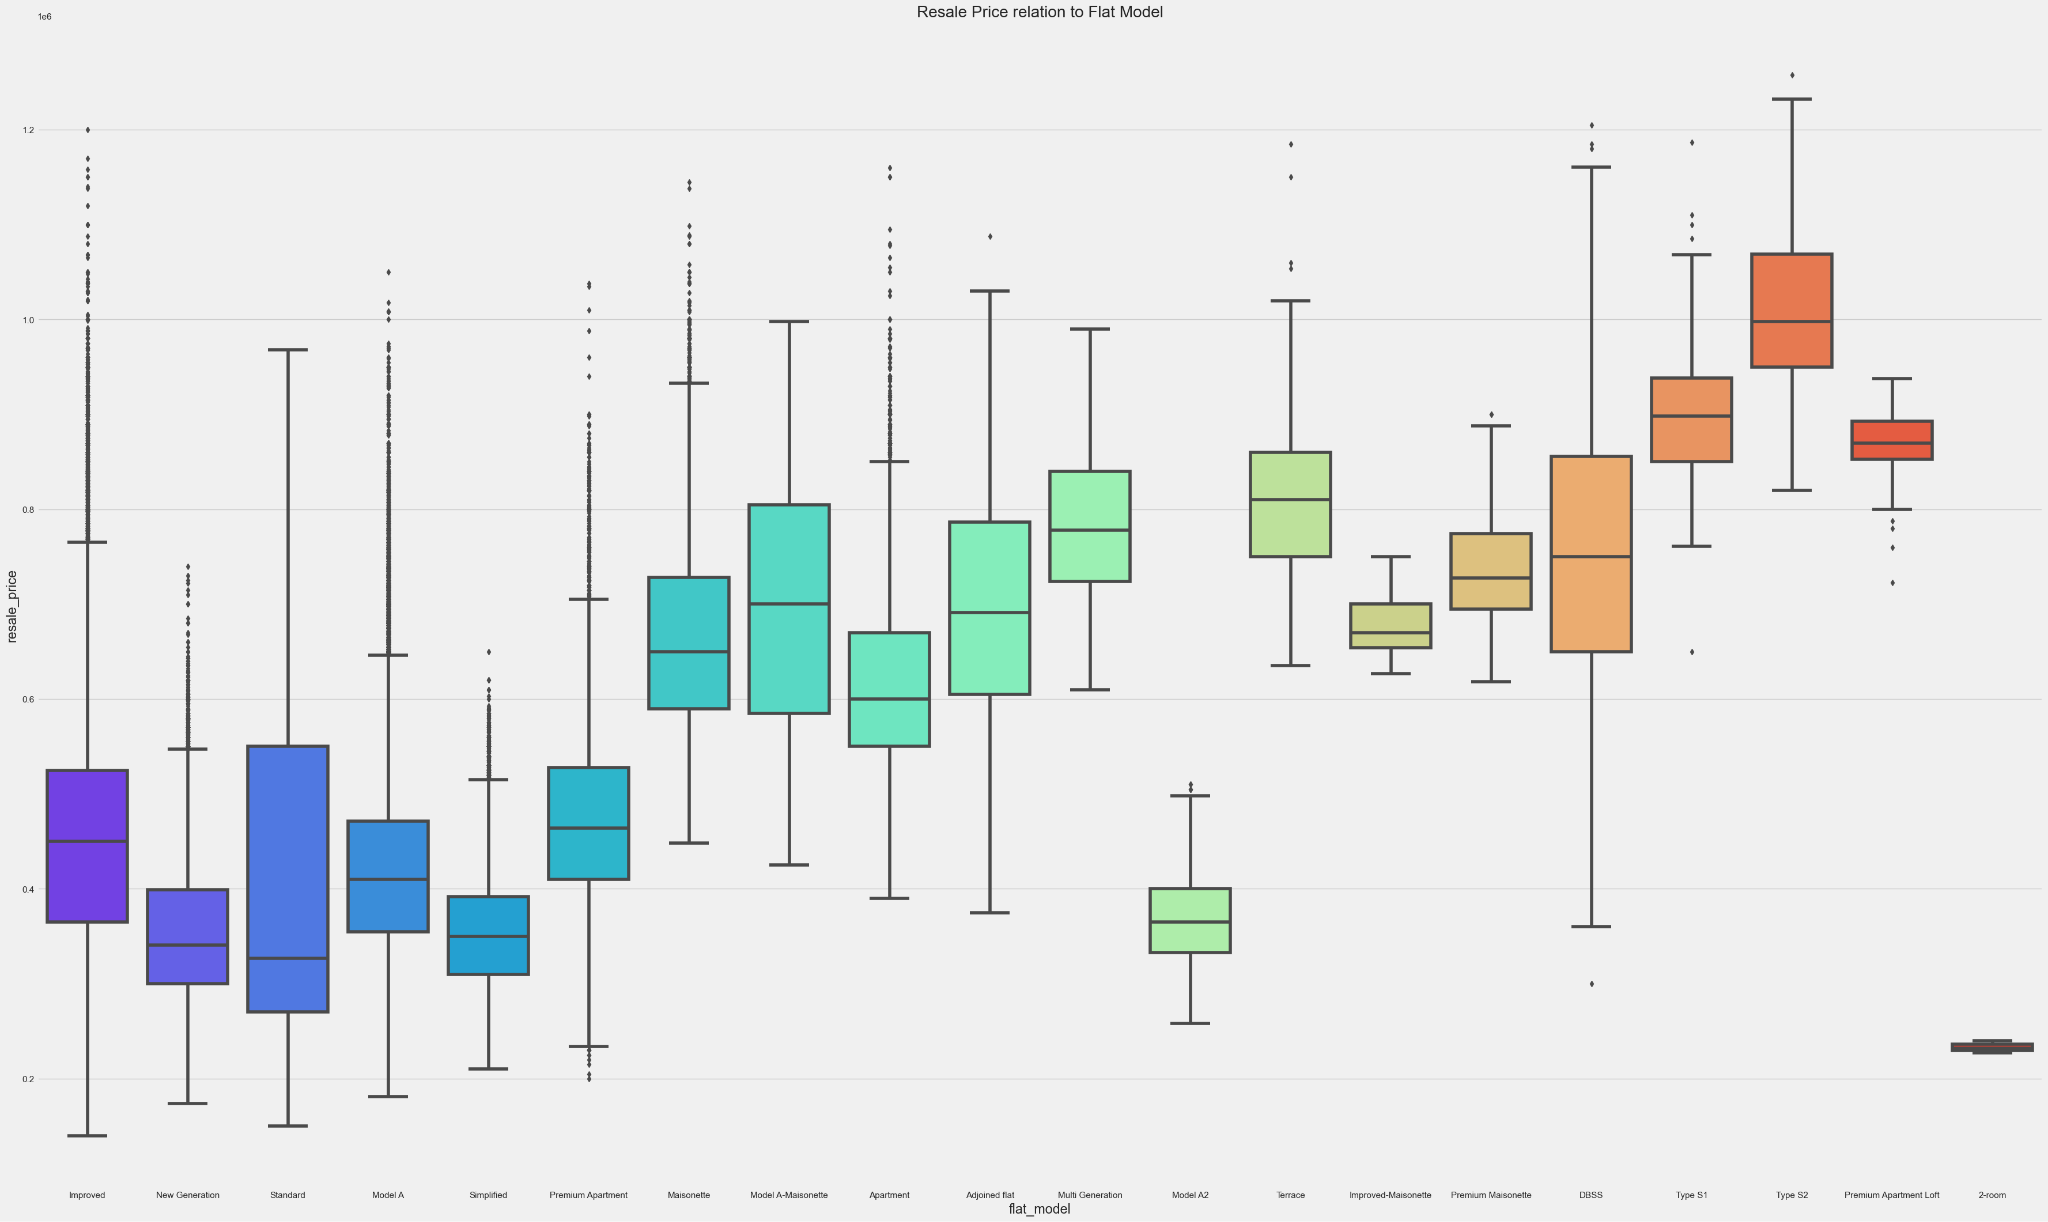 Resale Price relation to Flat Model
1e6
1.2
1.0
0.8
0.6
0.4
0.2
resale_price
Improved
New Generation
Standard
Model A
Simplified
Premium Apartment
Maisonette
Model A-Maisonette
Apartment
Adjoined flat
Multi Generation
Model A2
Terrace
Improved-Maisonette
Premium Maisonette
DBSS
Type S1
Type S2
Premium Apartment Loft
2-room
flat_model